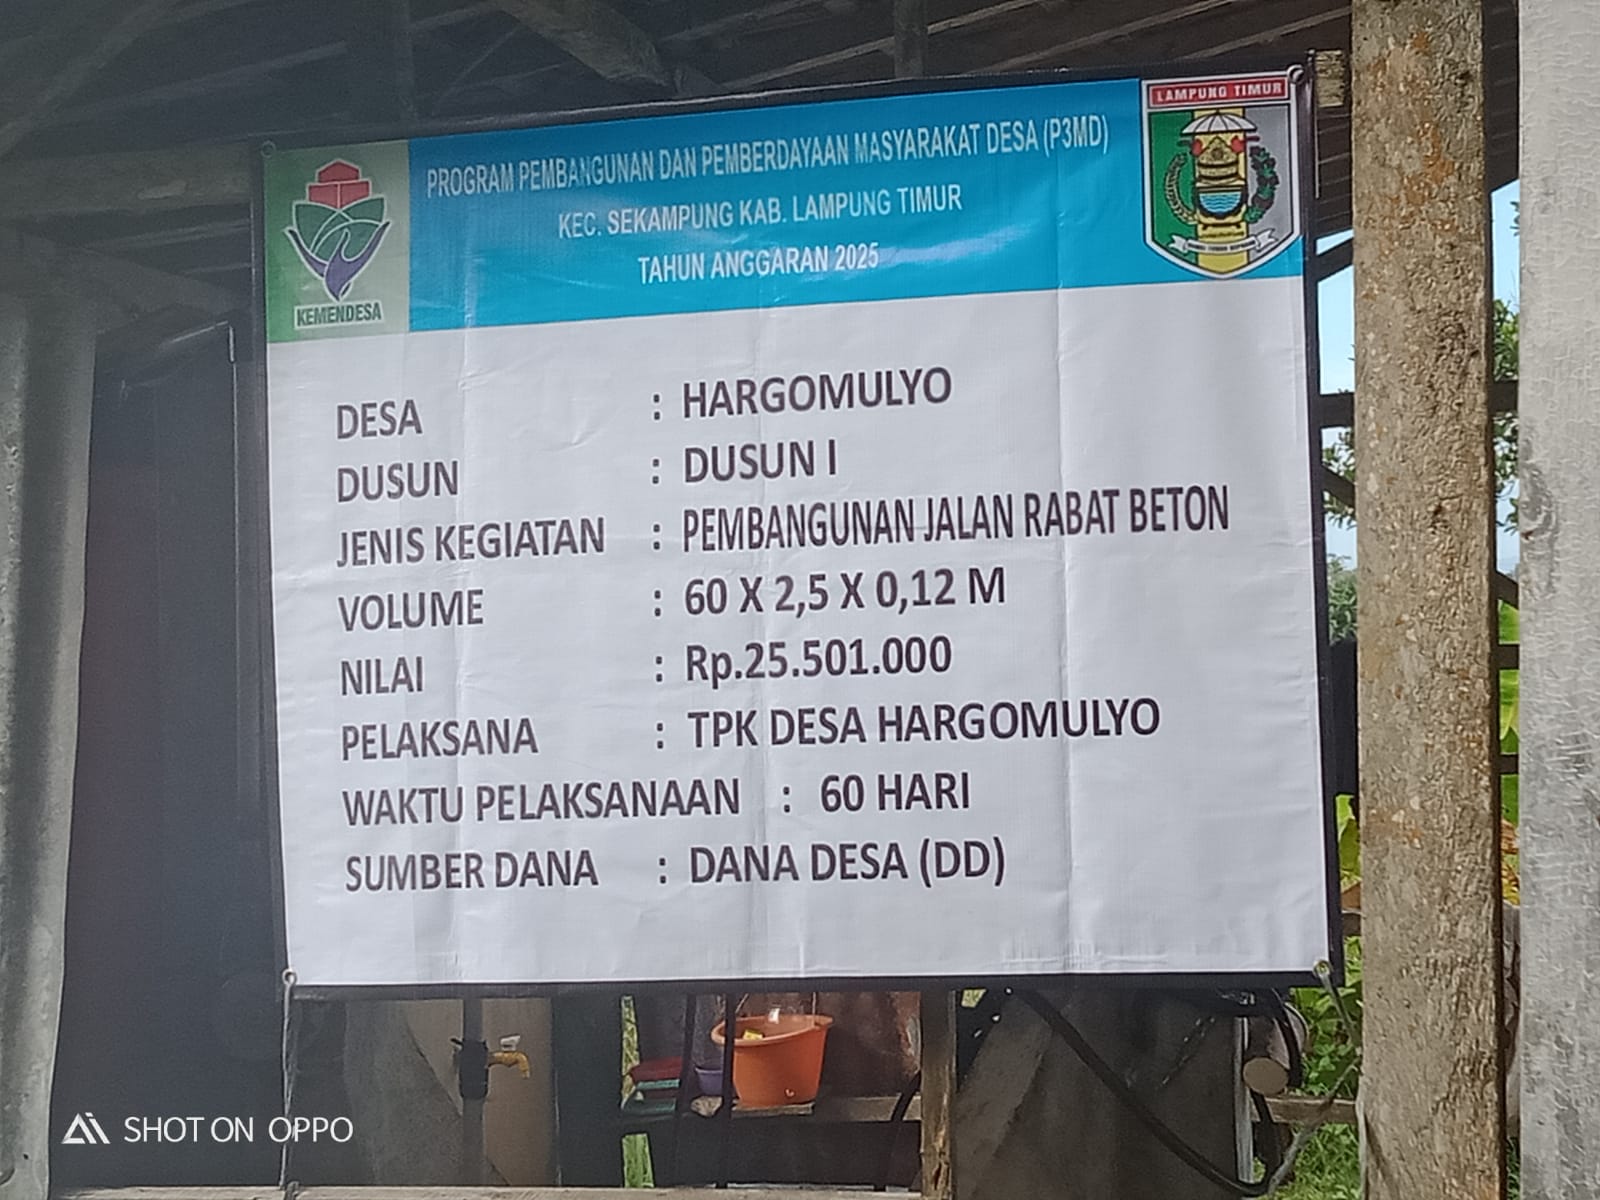 PROGRAM PEMBANGUNAN DAN PEMBERDAYAAN MASYARAKAT DESA (P3MD)
KEC. SEKAMPUNG KAB. LAMPUNG TIMUR
TAHUN ANGGARAN 2025
KEMENDESA
LAMPUNG TIMUR
DESA : HARGOMULYO
DUSUN : DUSUN I
JENIS KEGIATAN : PEMBANGUNAN JALAN RABAT BETON
VOLUME : 60 X 2,5 X 0,12 M
NILAI : Rp.25.501.000
PELAKSANA : TPK DESA HARGOMULYO
WAKTU PELAKSANAAN : 60 HARI
SUMBER DANA : DANA DESA (DD)
SHOT ON OPPO